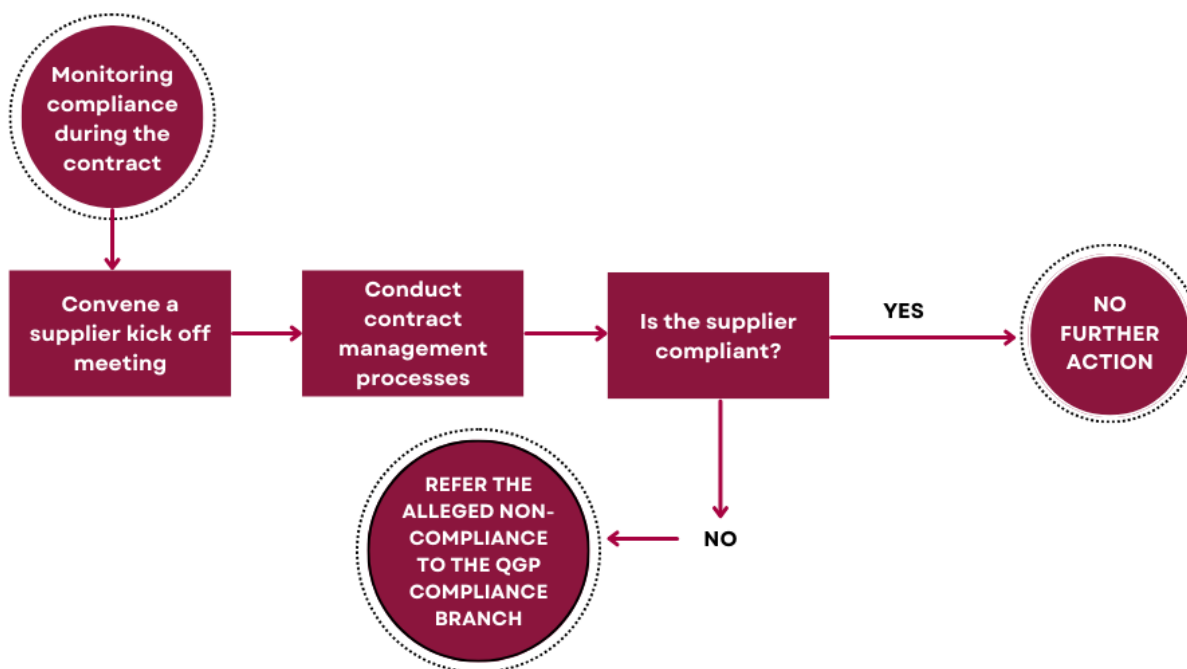 Monitoring
compliance
during the
contract
Convene a
supplier kick off
meeting
Conduct
contract
management
processes
Is the supplier
compliant?
YES
NO
FURTHER
ACTION
NO
REFER THE
ALLEGED NON-
COMPLIANCE
TO THE QGP
COMPLIANCE
BRANCH